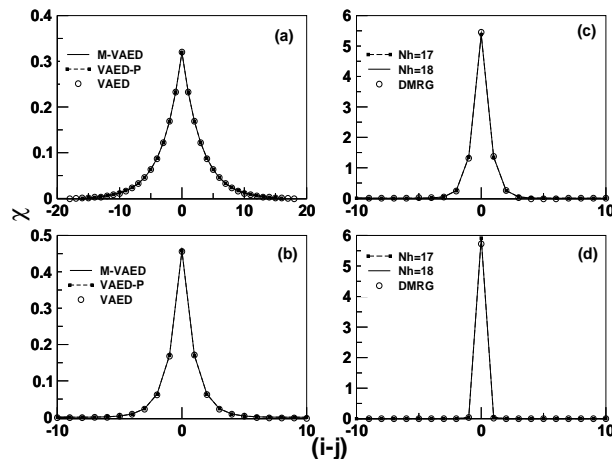 6
(a)
(c)
M-VAED
VAED-P
VAED
Nh=17
Nh=18
DMRG
0.4
0.3
0.2
0.1
0
5
4
3
2
1
0
-20 -10 0 10 20
-10 0 10
χ
0.5
0.4
0.3
0.2
0.1
0
(b)
M-VAED
VAED-P
VAED
6
5
4
3
2
1
0
(d)
Nh=17
Nh=18
DMRG
-10 0 10
-10 0 10
(i-j)